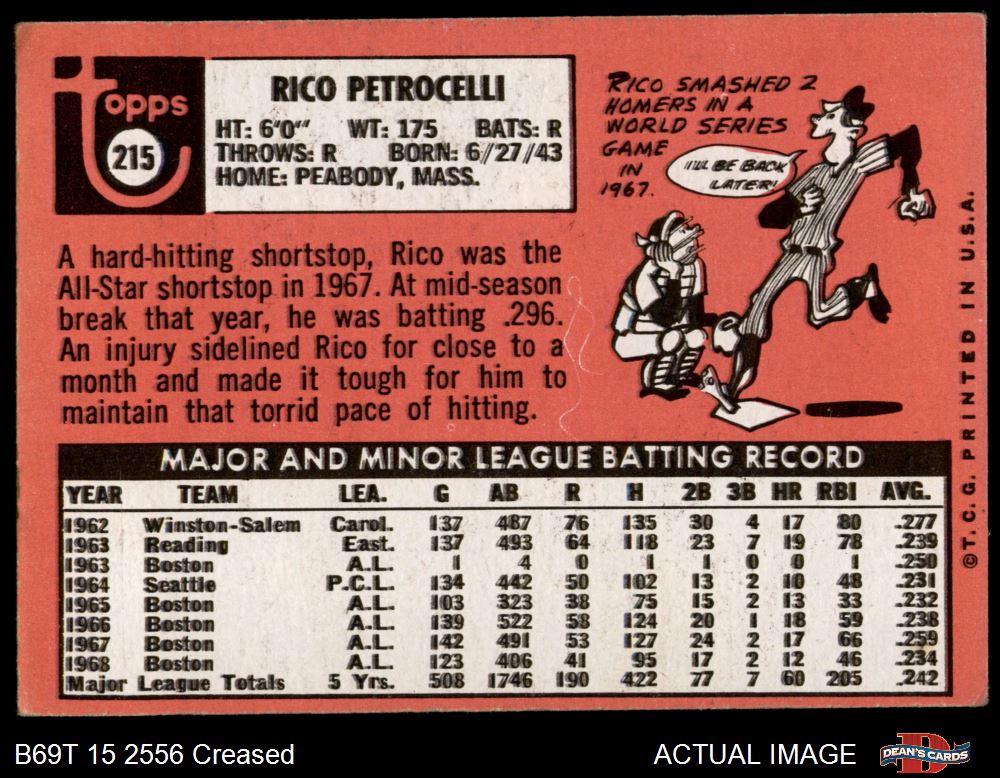 Topps
215
RICO PETROCELLI
HT: 6'0" WT: 175 BATS: R
THROWS: R BORN: 6/27/43
HOME: PEABODY, MASS.
RICO SMASHED 2
HOMERS IN A
WORLD SERIES
GAME
IN
1967.
I'LL BE BACK
LATER!
A hard-hitting shortstop, Rico was the
All-Star shortstop in 1967. At mid-season
break that year, he was batting .296.
An injury sidelined Rico for close to a
month and made it tough for him to
maintain that torrid pace of hitting.
MAJOR AND MINOR LEAGUE BATTING RECORD
YEAR TEAM LEA. G AB R H 2B 3B HR RBI AVG.
1962 Winston-Salem Carol. 137 487 76 135 30 4 17 80 .277
1963 Reading East. 137 493 64 118 23 7 19 78 .239
1963 Boston A.L. 1 4 0 1 1 0 0 1 .250
1964 Seattle P.C.L. 134 442 50 102 13 2 10 48 .231
1965 Boston A.L. 103 323 38 75 15 2 13 33 .232
1966 Boston A.L. 139 522 58 124 20 1 18 59 .238
1967 Boston A.L. 142 491 53 127 24 2 17 66 .259
1968 Boston A.L. 123 406 41 95 17 2 12 46 .234
Major League Totals 5 Yrs. 508 1746 190 422 77 7 60 205 .242
©T.C.G. PRINTED IN U.S.A.
B69T 15 2556 Creased
ACTUAL IMAGE
DEAN'S CARDS